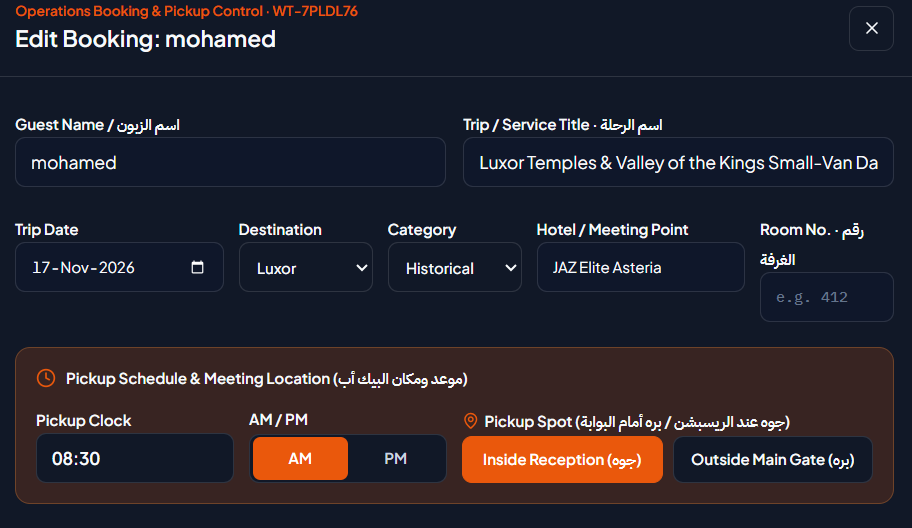 Operations Booking & Pickup Control · WT-7PLDL76
Edit Booking: mohamed
Guest Name / اسم الزبون
Trip / Service Title · اسم الرحلة
mohamed
Luxor Temples & Valley of the Kings Small-Van Da
Trip Date
Destination
Category
Hotel / Meeting Point
Room No. · رقم الغرفة
17-Nov-2026
Luxor
Historical
JAZ Elite Asteria
e.g. 412
Pickup Schedule & Meeting Location (موعد ومكان البيك أب)
Pickup Clock
AM / PM
Pickup Spot (جوه عند الريسبشن / بره أمام البوابة)
08:30
AM
PM
Inside Reception (جوه)
Outside Main Gate (بره)